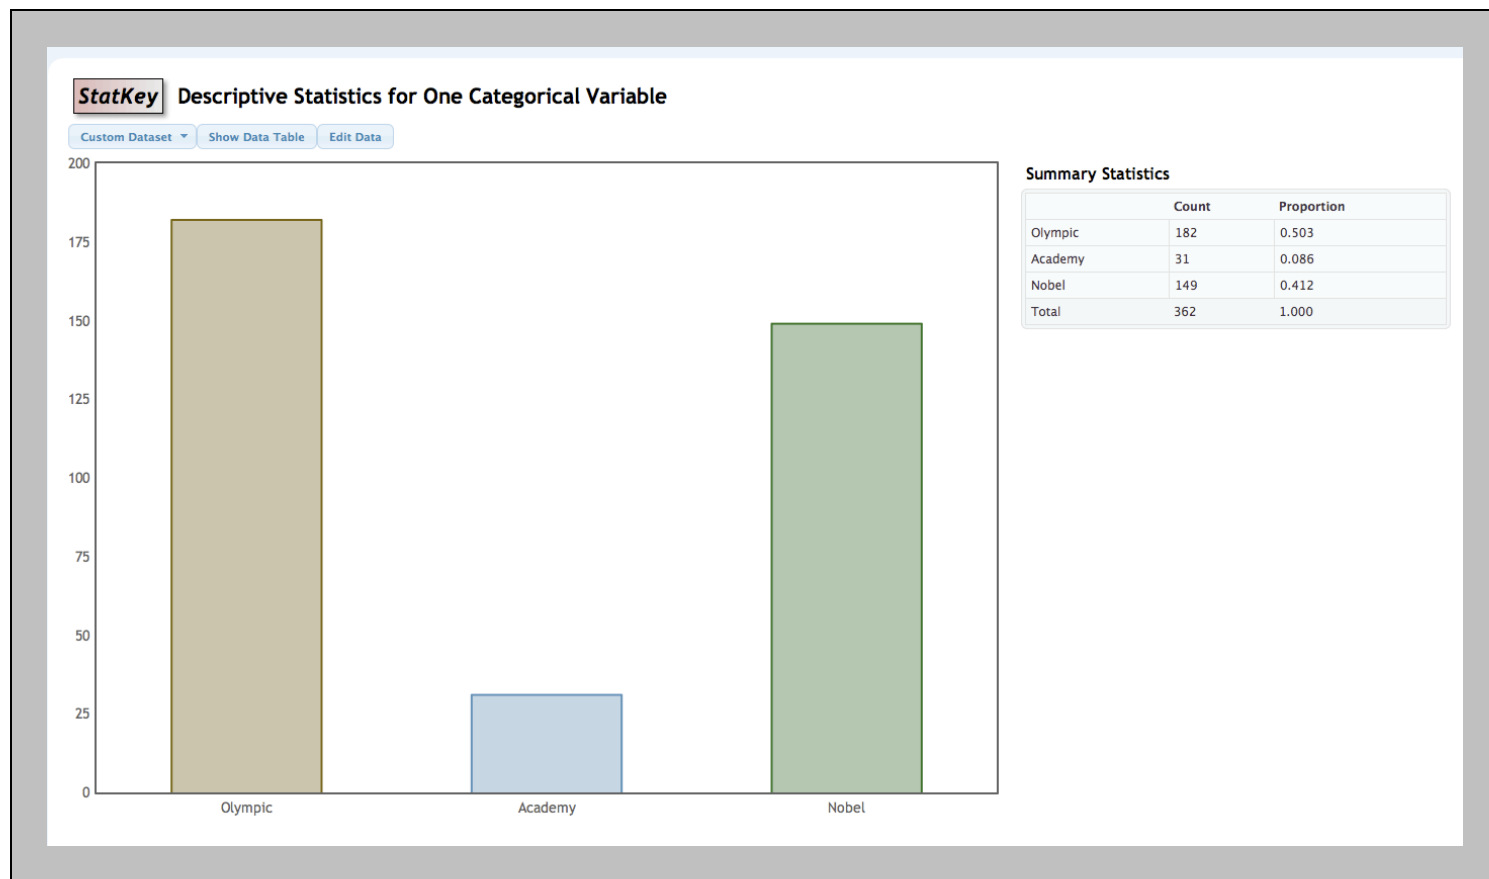 StatKey Descriptive Statistics for One Categorical Variable
Custom Dataset Show Data Table Edit Data
200
175
150
125
100
75
50
25
0
Olympic Academy Nobel
Summary Statistics
Count Proportion
Olympic 182 0.503
Academy 31 0.086
Nobel 149 0.412
Total 362 1.000